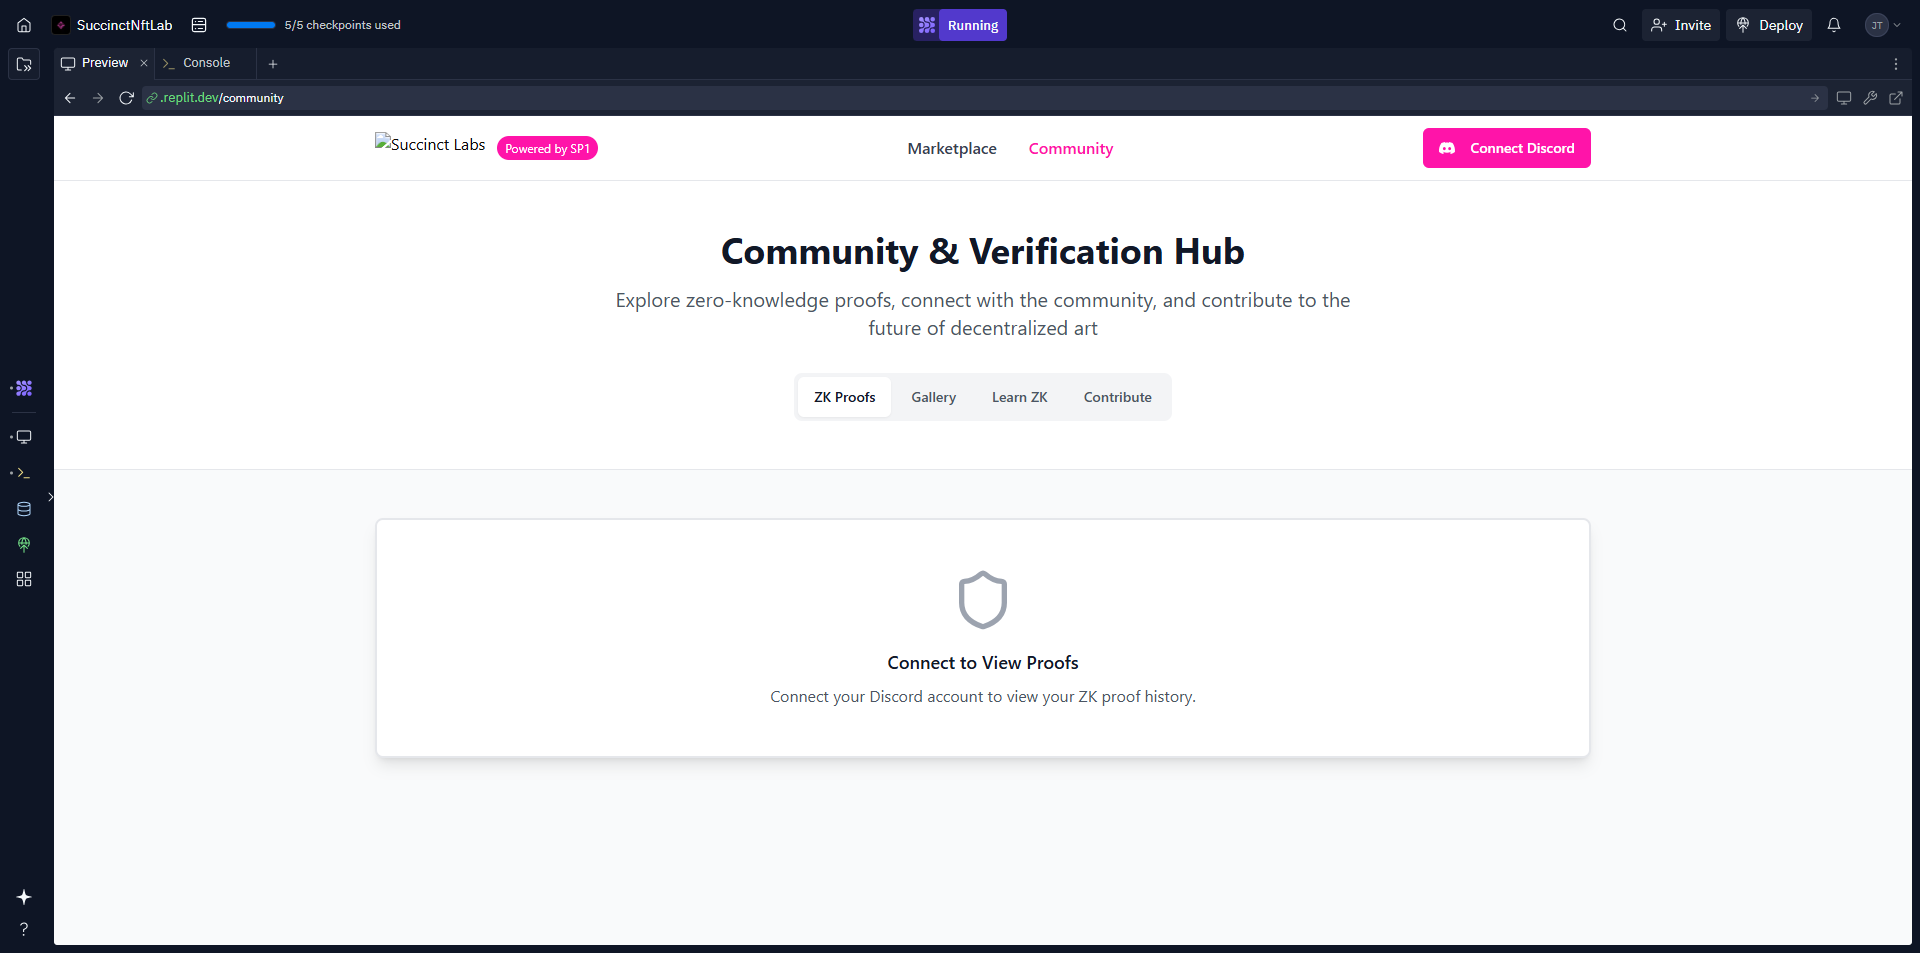 SuccinctNftLab
5/5 checkpoints used
Running
Invite
Deploy
JT
Preview
Console
.replit.dev/community
Succinct Labs
Powered by SP1
Marketplace
Community
Connect Discord
Community & Verification Hub
Explore zero-knowledge proofs, connect with the community, and contribute to the
future of decentralized art
ZK Proofs
Gallery
Learn ZK
Contribute
Connect to View Proofs
Connect your Discord account to view your ZK proof history.